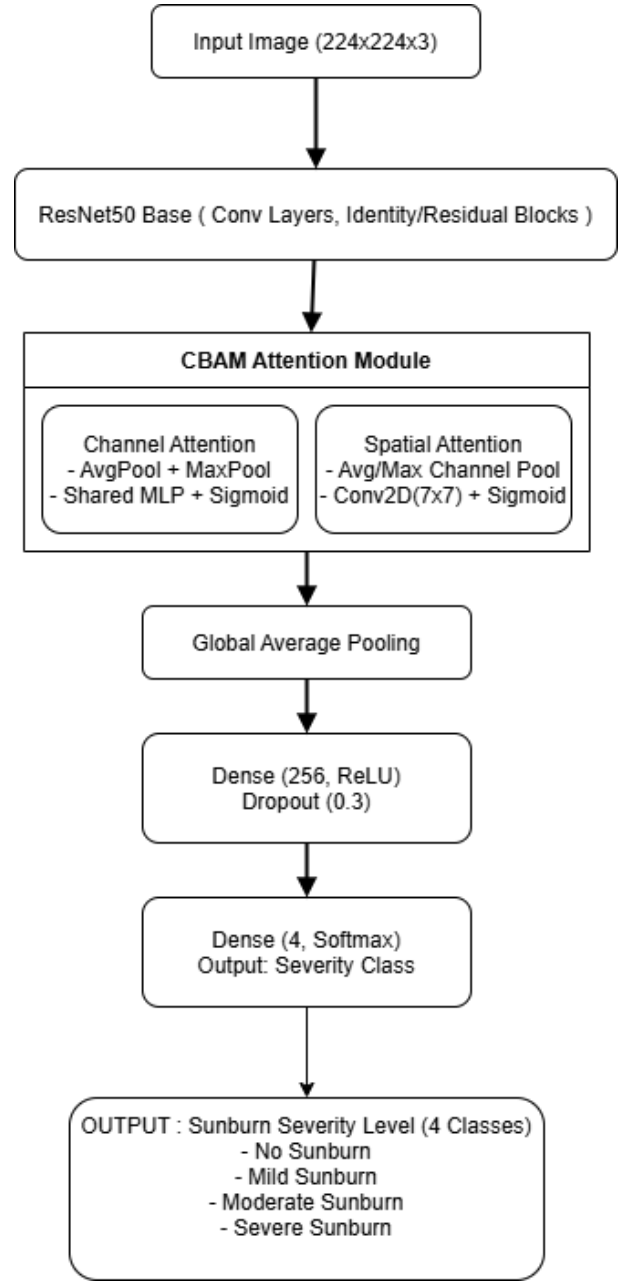 Input Image (224x224x3)
ResNet50 Base ( Conv Layers, Identity/Residual Blocks )
CBAM Attention Module
Channel Attention
- AvgPool + MaxPool
- Shared MLP + Sigmoid
Spatial Attention
- Avg/Max Channel Pool
- Conv2D(7x7) + Sigmoid
Global Average Pooling
Dense (256, ReLU)
Dropout (0.3)
Dense (4, Softmax)
Output: Severity Class
OUTPUT : Sunburn Severity Level (4 Classes)
- No Sunburn
- Mild Sunburn
- Moderate Sunburn
- Severe Sunburn